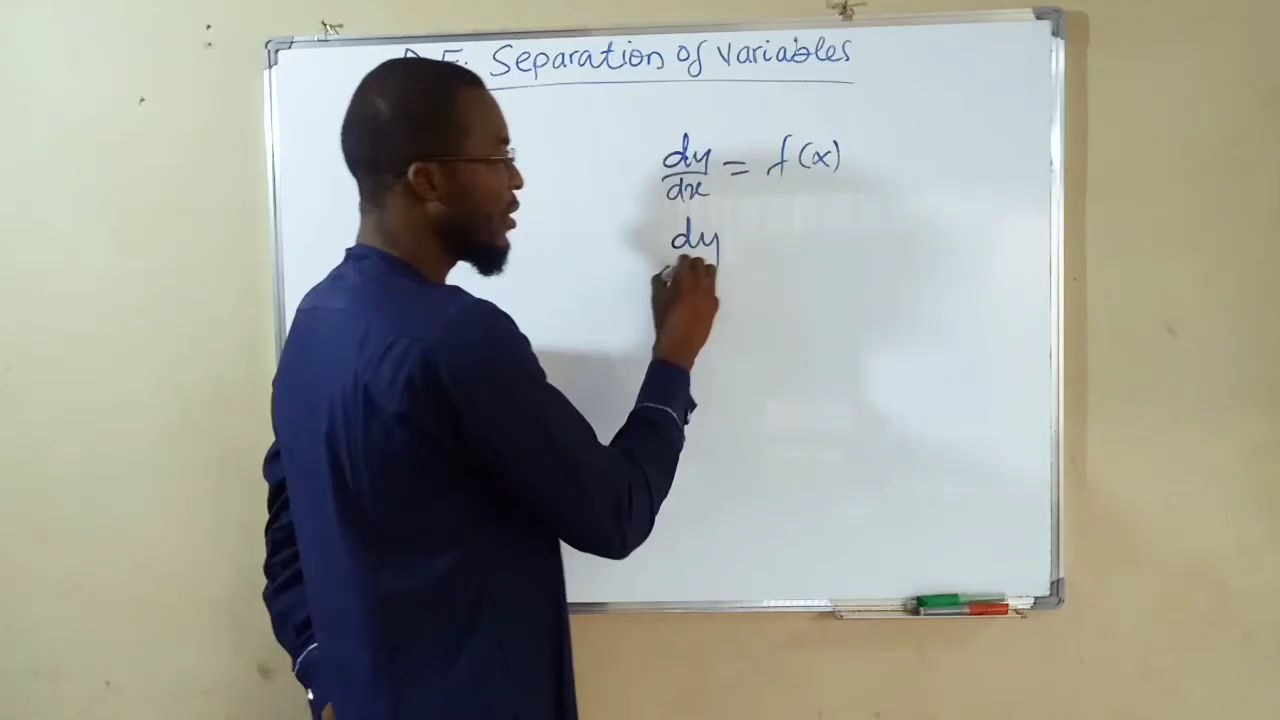 D.E. Separation of variables
dy/dx = f(x)
dy